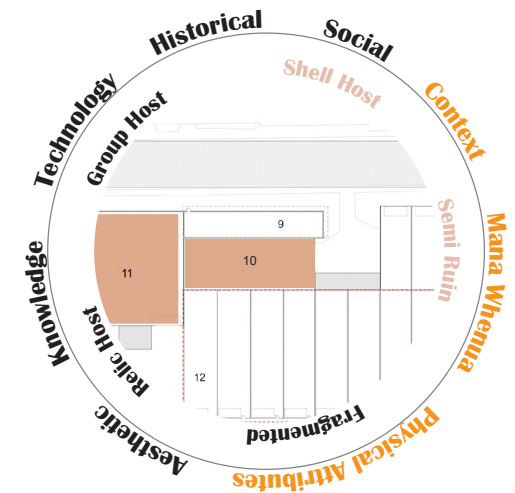 Historical
Social
Context
Mana Whenua
Physical Attributes
Aesthetic
Knowledge
Technology
Group Host
Shell Host
Semi Ruin
Fragmented
Relic Host
9
10
11
12